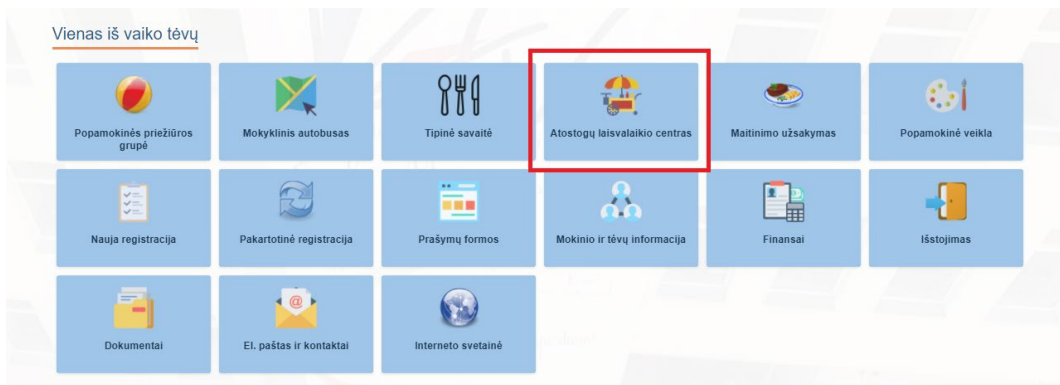 Vienas iš vaiko tėvų
Popamokinės priežiūros
grupė
Mokyklinis autobusas
Tipinė savaitė
Atostogų laisvalaikio centras
Maitinimo užsakymas
Popamokinė veikla
Nauja registracija
Pakartotinė registracija
Prašymų formos
Mokinio ir tėvų informacija
Finansai
Išstojimas
Dokumentai
El. paštas ir kontaktai
Interneto svetainė